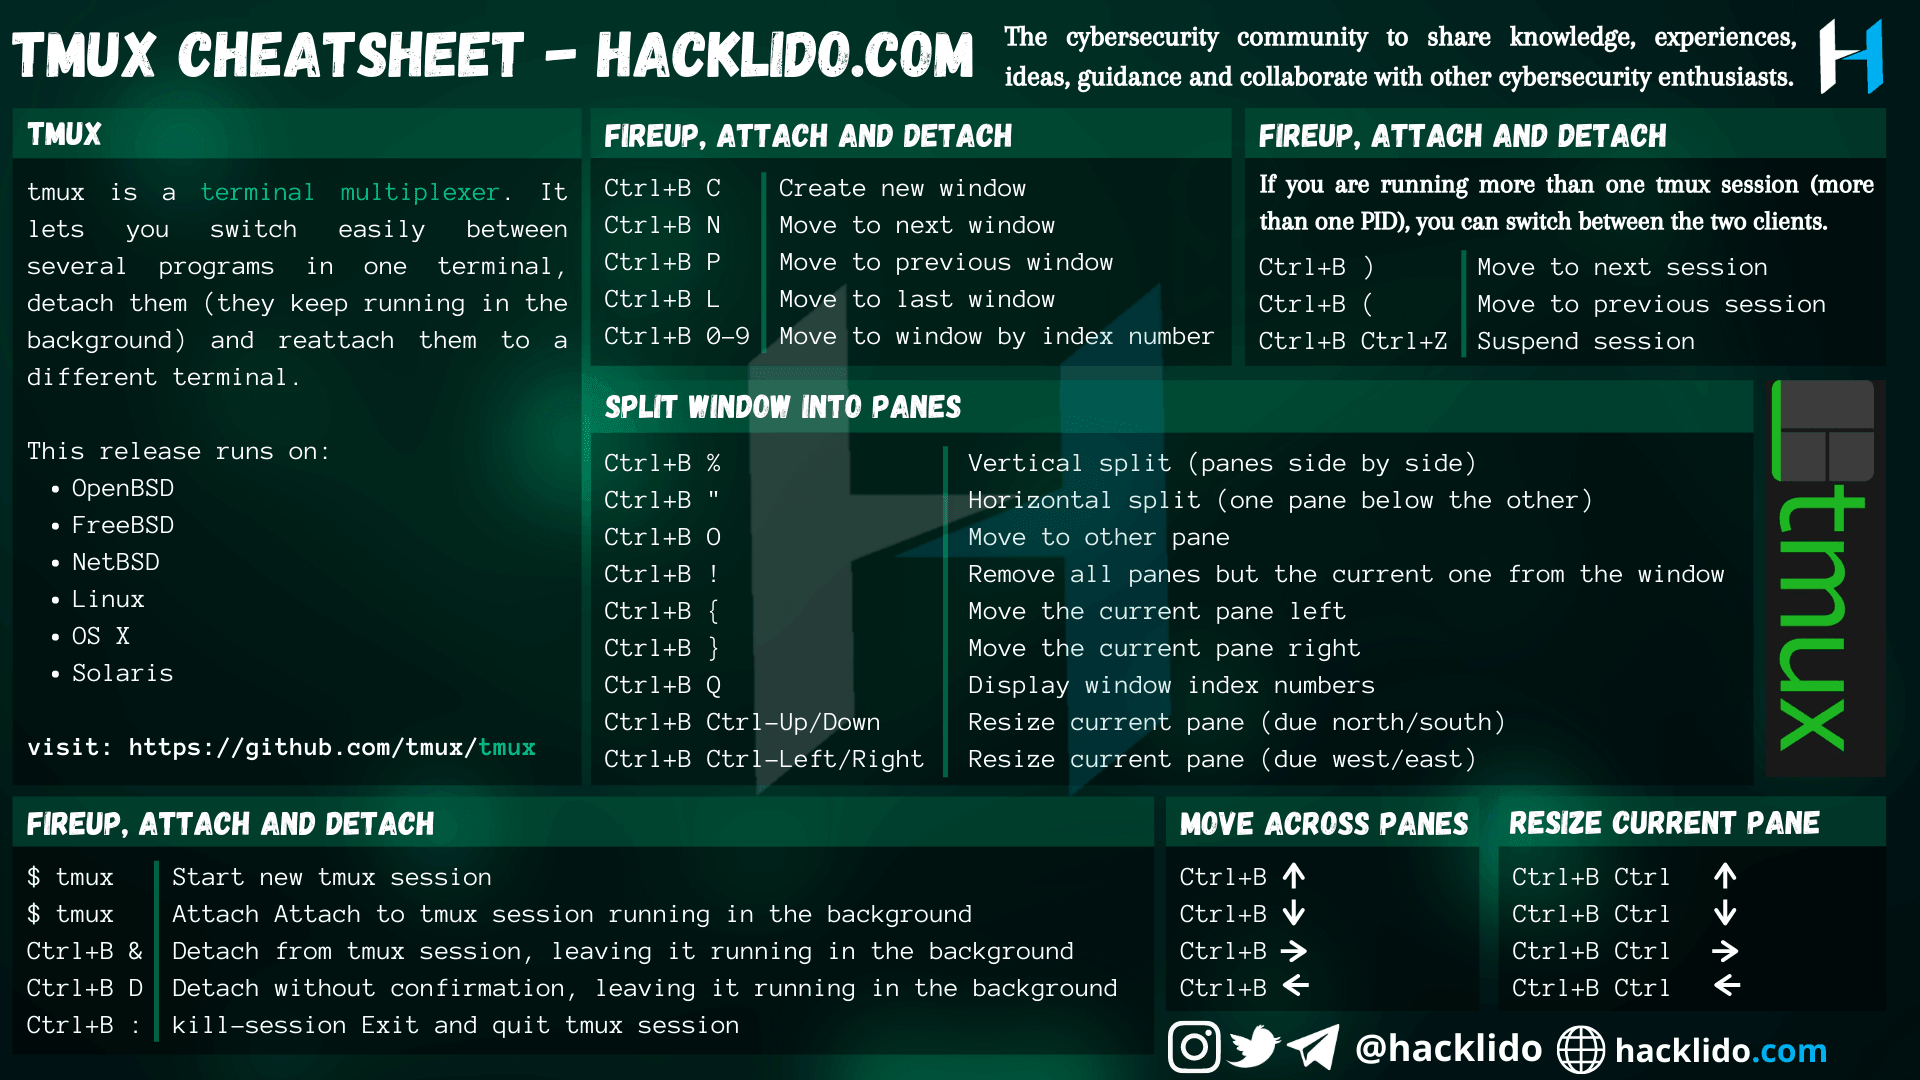 TMUX CHEATSHEET - HACKLIDO.COM
The cybersecurity community to share knowledge, experiences,
ideas, guidance and collaborate with other cybersecurity enthusiasts.
TMUX
tmux is a terminal multiplexer. It
lets you switch easily between
several programs in one terminal,
detach them (they keep running in the
background) and reattach them to a
different terminal.
This release runs on:
• OpenBSD
• FreeBSD
• NetBSD
• Linux
• OS X
• Solaris
visit: https://github.com/tmux/tmux
FIREUP, ATTACH AND DETACH
Ctrl+B C Create new window
Ctrl+B N Move to next window
Ctrl+B P Move to previous window
Ctrl+B L Move to last window
Ctrl+B 0-9 Move to window by index number
FIREUP, ATTACH AND DETACH
If you are running more than one tmux session (more
than one PID), you can switch between the two clients.
Ctrl+B ) Move to next session
Ctrl+B ( Move to previous session
Ctrl+B Ctrl+Z Suspend session
SPLIT WINDOW INTO PANES
Ctrl+B % Vertical split (panes side by side)
Ctrl+B " Horizontal split (one pane below the other)
Ctrl+B O Move to other pane
Ctrl+B ! Remove all panes but the current one from the window
Ctrl+B { Move the current pane left
Ctrl+B } Move the current pane right
Ctrl+B Q Display window index numbers
Ctrl+B Ctrl-Up/Down Resize current pane (due north/south)
Ctrl+B Ctrl-Left/Right Resize current pane (due west/east)
tmux
FIREUP, ATTACH AND DETACH
$ tmux Start new tmux session
$ tmux Attach Attach to tmux session running in the background
Ctrl+B & Detach from tmux session, leaving it running in the background
Ctrl+B D Detach without confirmation, leaving it running in the background
Ctrl+B : kill-session Exit and quit tmux session
MOVE ACROSS PANES
Ctrl+B ↑
Ctrl+B ↓
Ctrl+B →
Ctrl+B ←
RESIZE CURRENT PANE
Ctrl+B Ctrl ↑
Ctrl+B Ctrl ↓
Ctrl+B Ctrl →
Ctrl+B Ctrl ←
@hacklido hacklido.com